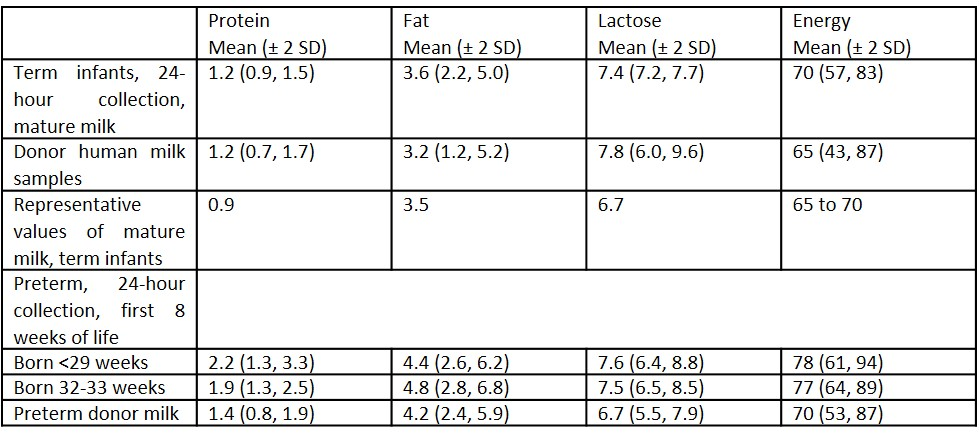 Protein Fat Lactose Energy
Mean (± 2 SD) Mean (± 2 SD) Mean (± 2 SD) Mean (± 2 SD)
Term infants, 24- 1.2 (0.9, 1.5) 3.6 (2.2, 5.0) 7.4 (7.2, 7.7) 70 (57, 83)
hour collection,
mature milk
Donor human milk 1.2 (0.7, 1.7) 3.2 (1.2, 5.2) 7.8 (6.0, 9.6) 65 (43, 87)
samples
Representative 0.9 3.5 6.7 65 to 70
values of mature
milk, term infants
Preterm, 24-hour
collection, first 8
weeks of life
Born <29 weeks 2.2 (1.3, 3.3) 4.4 (2.6, 6.2) 7.6 (6.4, 8.8) 78 (61, 94)
Born 32-33 weeks 1.9 (1.3, 2.5) 4.8 (2.8, 6.8) 7.5 (6.5, 8.5) 77 (64, 89)
Preterm donor milk 1.4 (0.8, 1.9) 4.2 (2.4, 5.9) 6.7 (5.5, 7.9) 70 (53, 87)